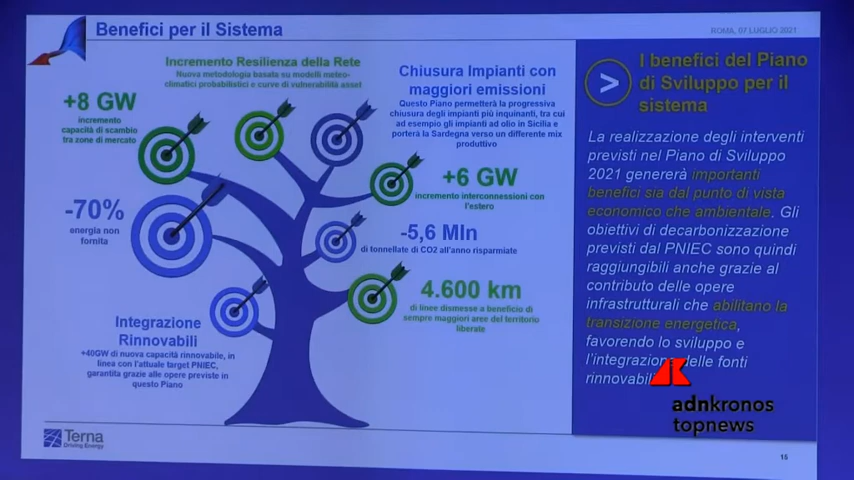 Benefici per il Sistema
ROMA, 07 LUGLIO 2021
Incremento Resilienza della Rete
Nuova metodologia basata su modelli meteo-
climatici probabilistici e curve di vulnerabilità asset
+8 GW
incremento
capacità di scambio
tra zone di mercato
Chiusura Impianti con
maggiori emissioni
Questo Piano permetterà la progressiva
chiusura degli impianti più inquinanti, tra cui
ad esempio gli impianti ad olio in Sicilia e
porterà la Sardegna verso un differente mix
produttivo
+6 GW
incremento interconnessioni con
l'estero
-70%
energia non
fornita
-5,6 Mln
di tonnellate di CO2 all'anno risparmiate
4.600 km
di linee dismesse a beneficio di
sempre maggiori aree del territorio
liberate
Integrazione
Rinnovabili
+40GW di nuova capacità rinnovabile, in
linea con l'attuale target PNIEC,
garantita grazie alle opere previste in
questo Piano
>
I benefici del Piano
di Sviluppo per il
sistema
La realizzazione degli interventi
previsti nel Piano di Sviluppo
2021 genererà importanti
benefici sia dal punto di vista
economico che ambientale. Gli
obiettivi di decarbonizzazione
previsti dal PNIEC sono quindi
raggiungibili anche grazie al
contributo delle opere
infrastrutturali che abilitano la
transizione energetica,
favorendo lo sviluppo e
l'integrazione delle fonti
rinnovabili
adnkronos
topnews
Terna
Driving Energy
15